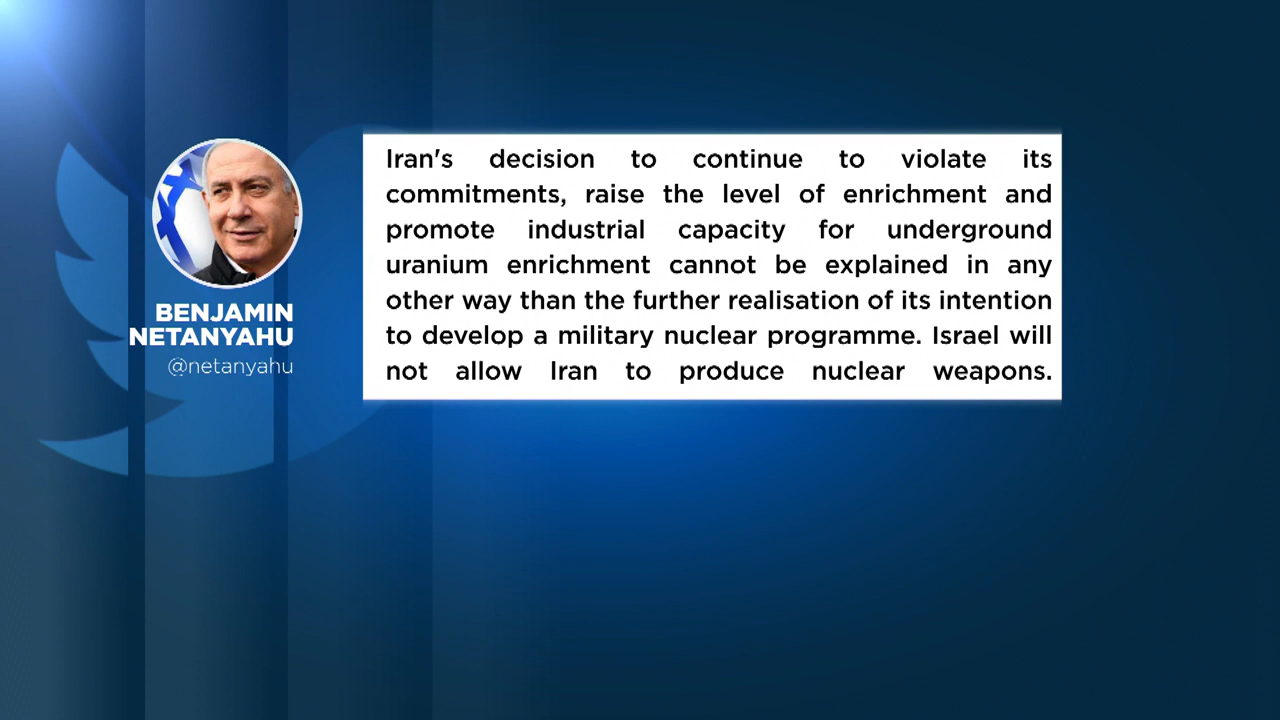 BENJAMIN
NETANYAHU
@netanyahu
Iran's decision to continue to violate its
commitments, raise the level of enrichment and
promote industrial capacity for underground
uranium enrichment cannot be explained in any
other way than the further realisation of its intention
to develop a military nuclear programme. Israel will
not allow Iran to produce nuclear weapons.